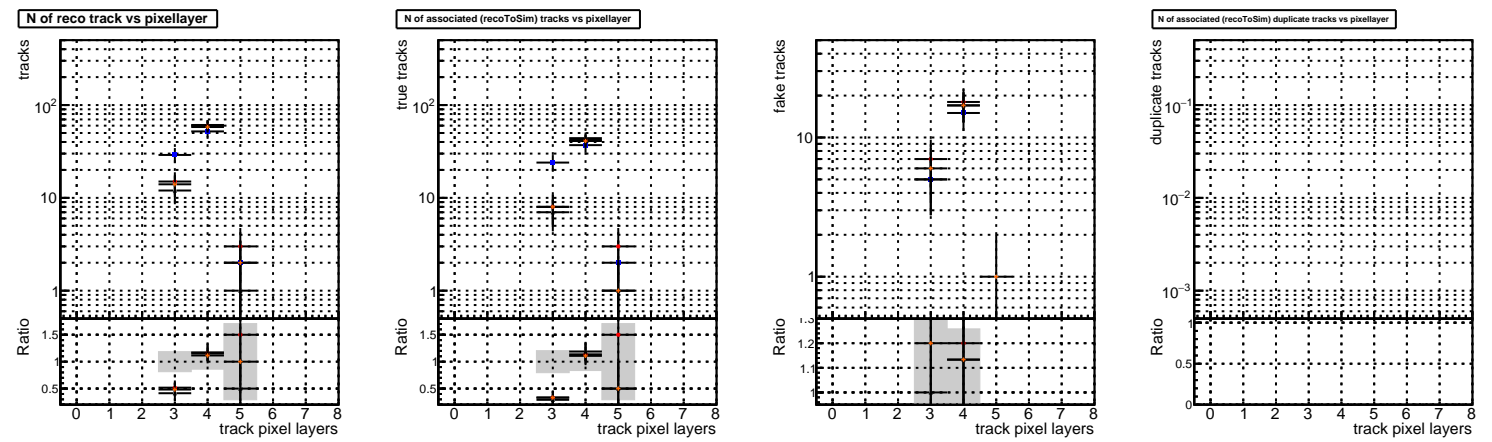 N of reco track vs pixellayer
tracks
10²
10
1
Ratio
1.5
1
0.5
0 1 2 3 4 5 6 7 8
track pixel layers
N of associated (recoToSim) tracks vs pixellayer
true tracks
10²
10
1
Ratio
1.5
1
0.5
0 1 2 3 4 5 6 7 8
track pixel layers
fake tracks
10
1
Ratio
1.3
1.2
1.1
1
0 1 2 3 4 5 6 7 8
track pixel layers
N of associated (recoToSim) duplicate tracks vs pixellayer
duplicate tracks
10⁻¹
10⁻²
10⁻³
Ratio
1
0.5
0
0 1 2 3 4 5 6 7 8
track pixel layers